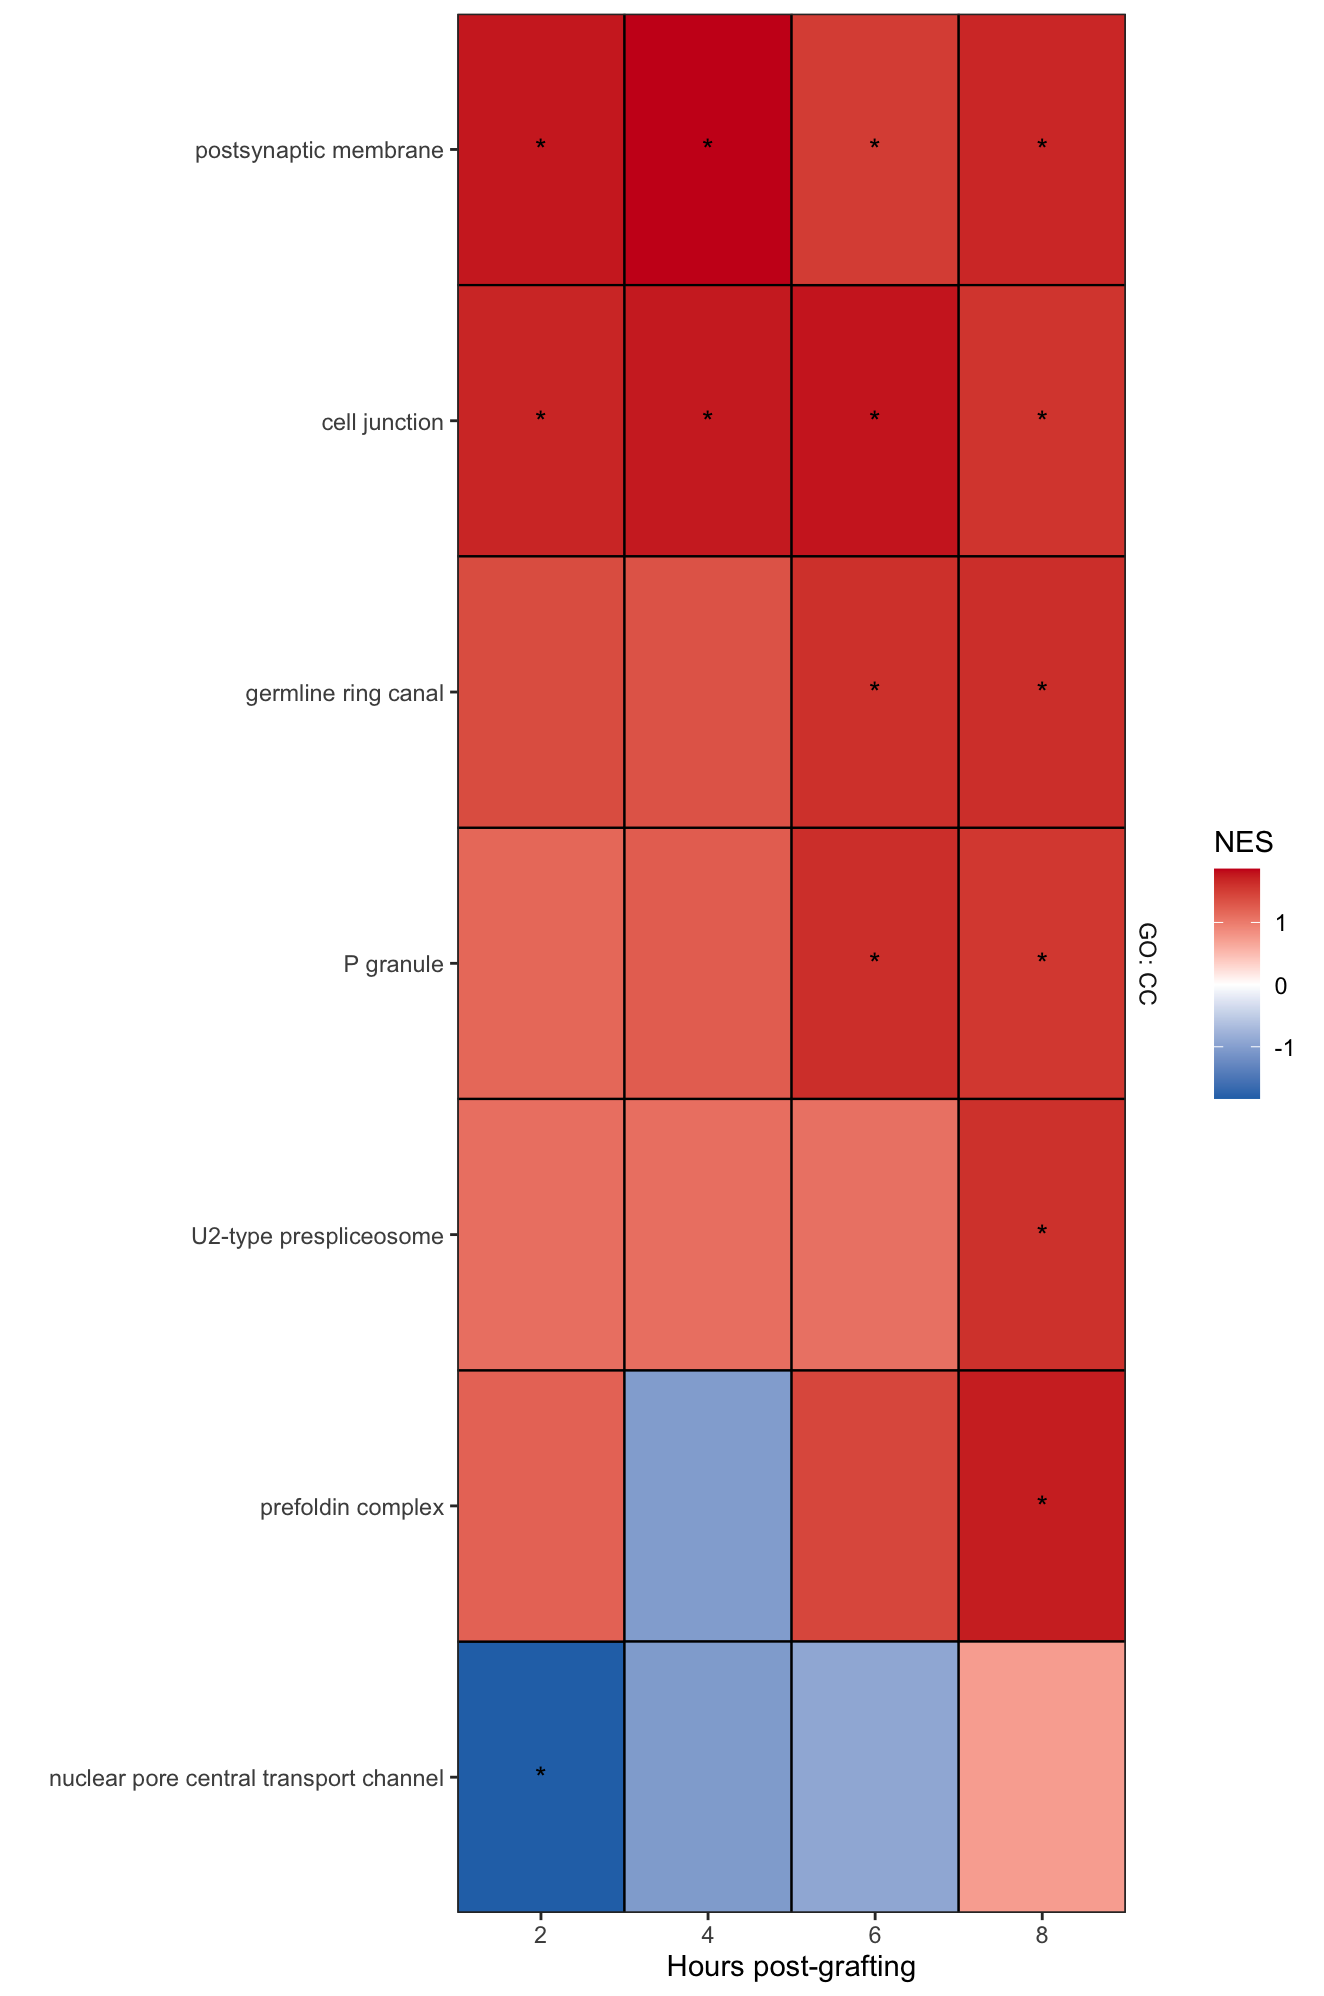 postsynaptic membrane
* * * *
cell junction
* * * *
germline ring canal
* *
P granule
* *
U2-type prespliceosome
*
prefoldin complex
*
nuclear pore central transport channel
*
2 4 6 8
Hours post-grafting
GO: CC
NES
1
0
-1